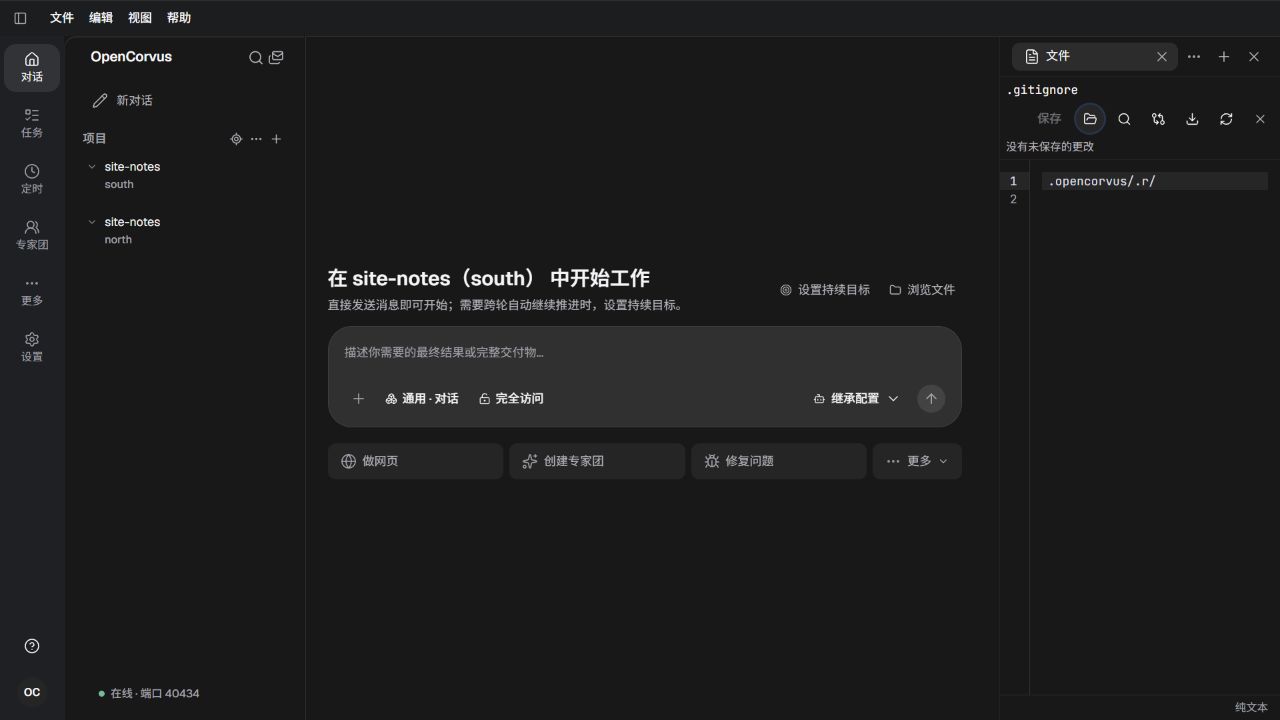 文件 编辑 视图 帮助
对话
任务
定时
专家团
更多
设置
OC
OpenCorvus
新对话
项目
site-notes
south
site-notes
north
在线 · 端口 40434
在 site-notes（south） 中开始工作
直接发送消息即可开始；需要跨轮自动继续推进时，设置持续目标。
设置持续目标 浏览文件
描述你需要的最终结果或完整交付物...
通用 · 对话 完全访问 继承配置
做网页 创建专家团 修复问题 更多
文件
.gitignore
保存
没有未保存的更改
1 .opencorvus/.r/
2
纯文本